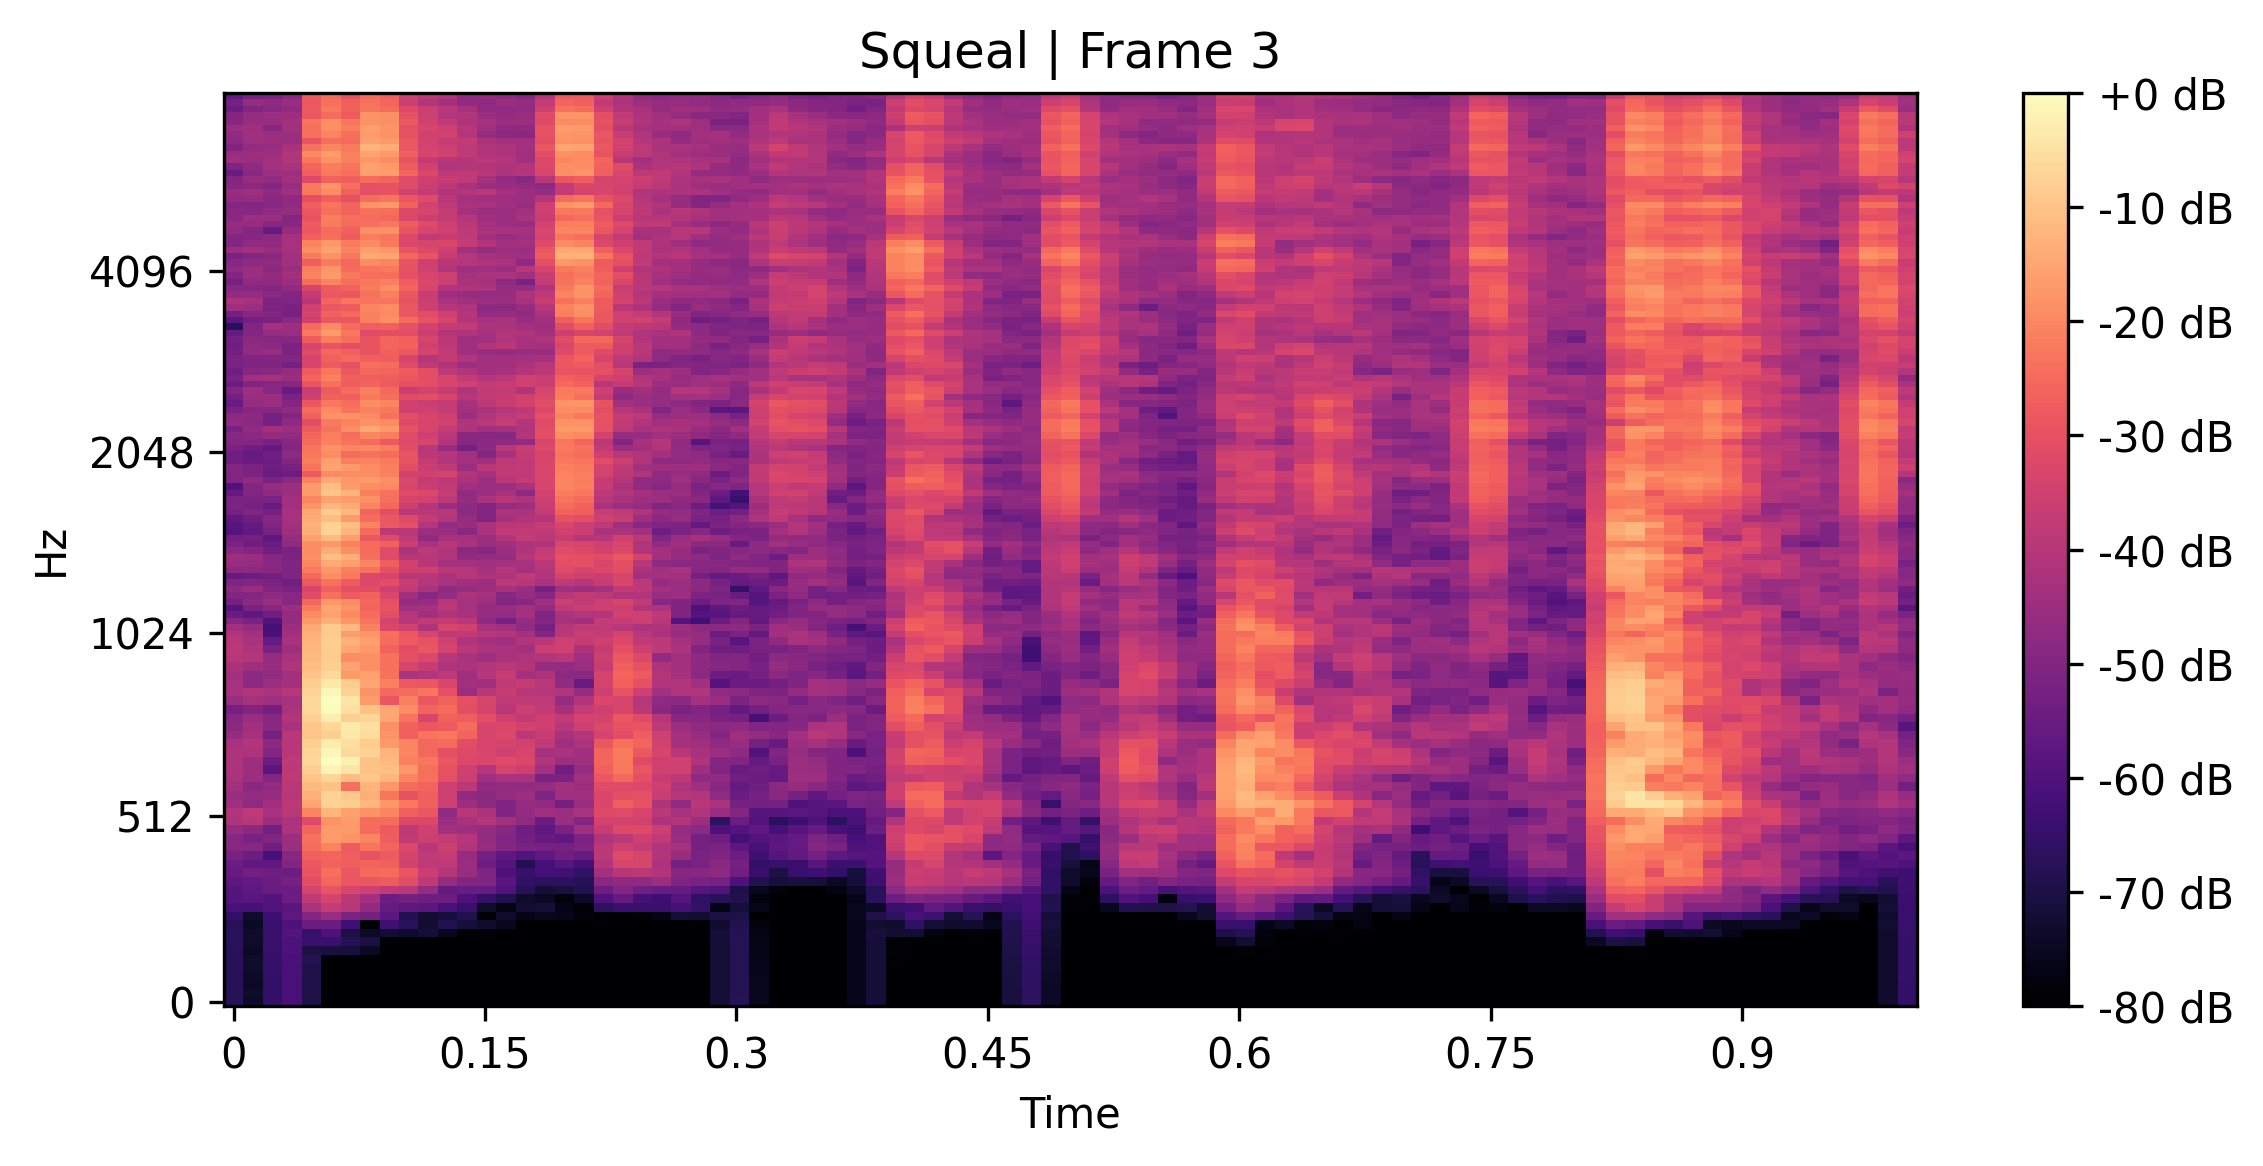 Squeal | Frame 3
Hz
4096
2048
1024
512
0
0 0.15 0.3 0.45 0.6 0.75 0.9
Time
+0 dB
-10 dB
-20 dB
-30 dB
-40 dB
-50 dB
-60 dB
-70 dB
-80 dB